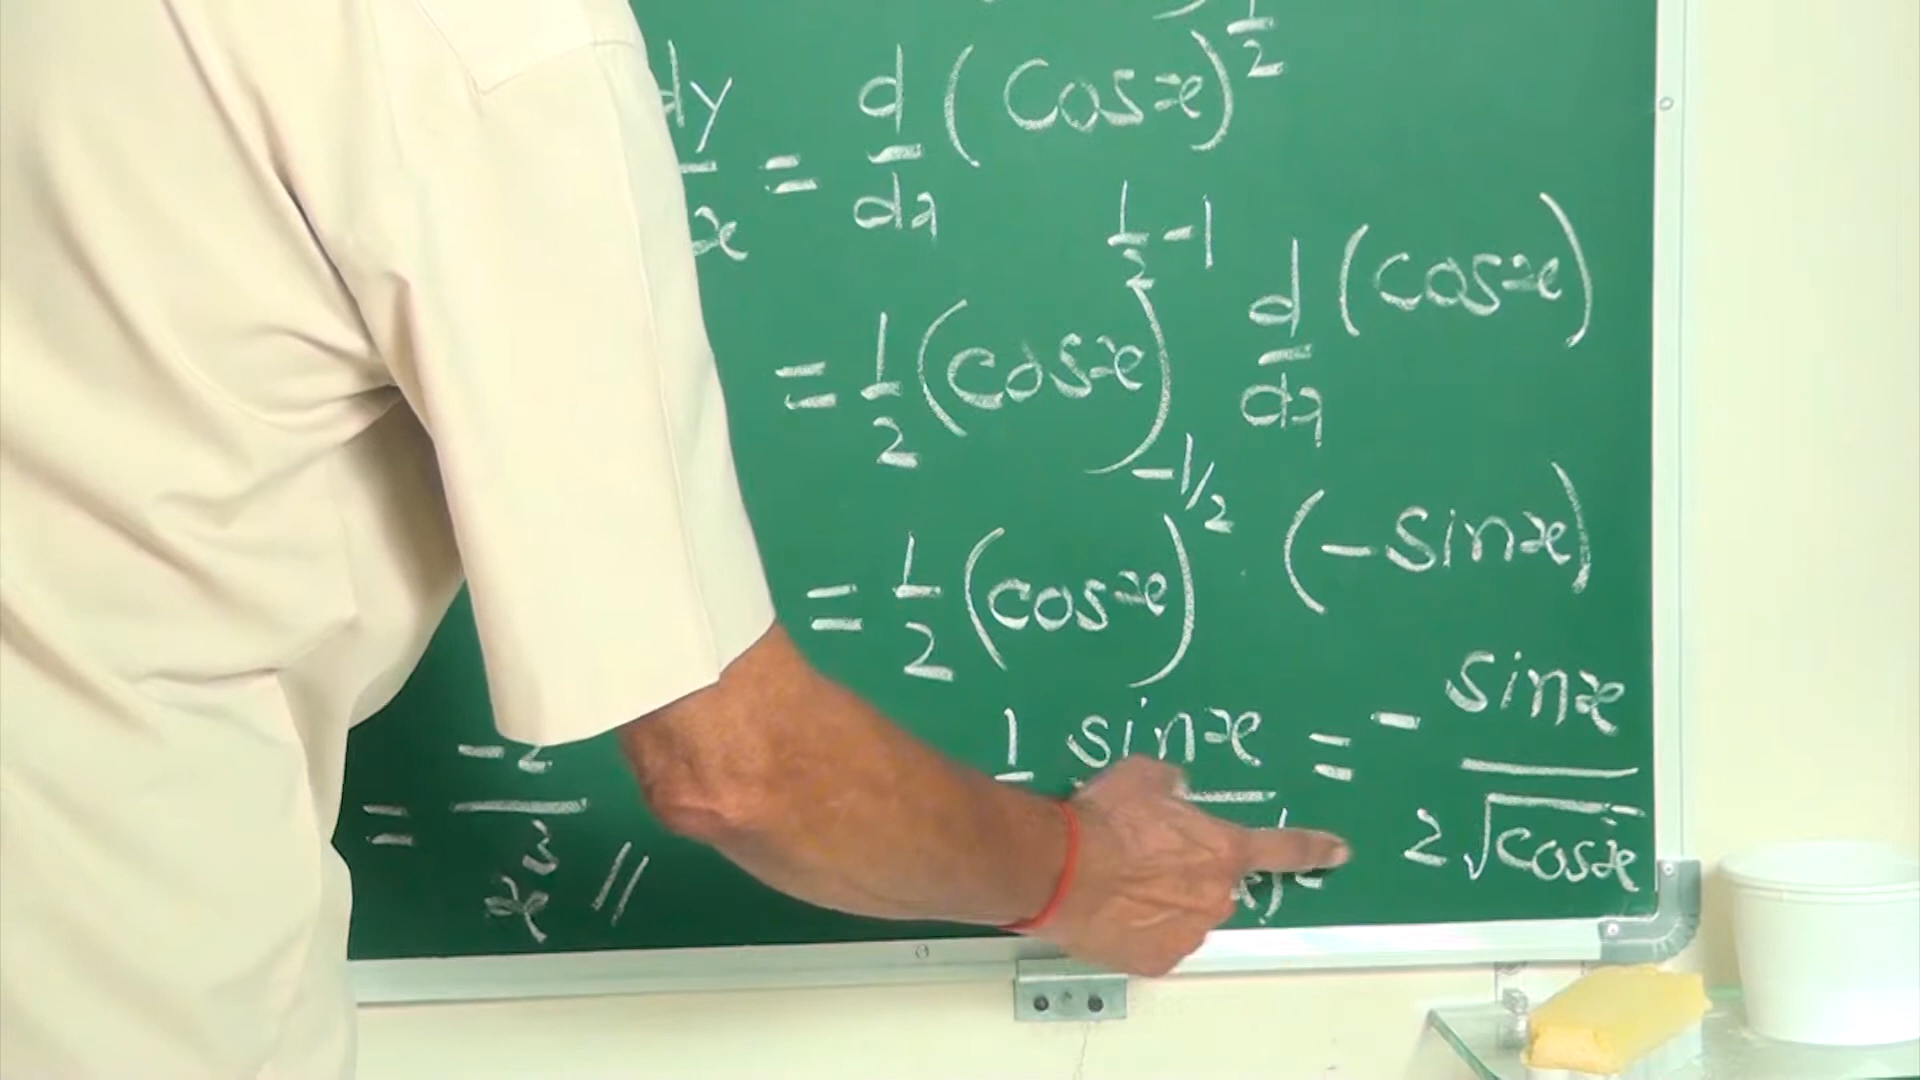 dy/dx = d/dx (cosx)^1/2
= 1/2 (cosx)^1/2-1 d/dx (cosx)
= 1/2 (cosx)^-1/2 (-sinx)
1 sinx = - sinx / 2√cosx
= -2 / x^3 //